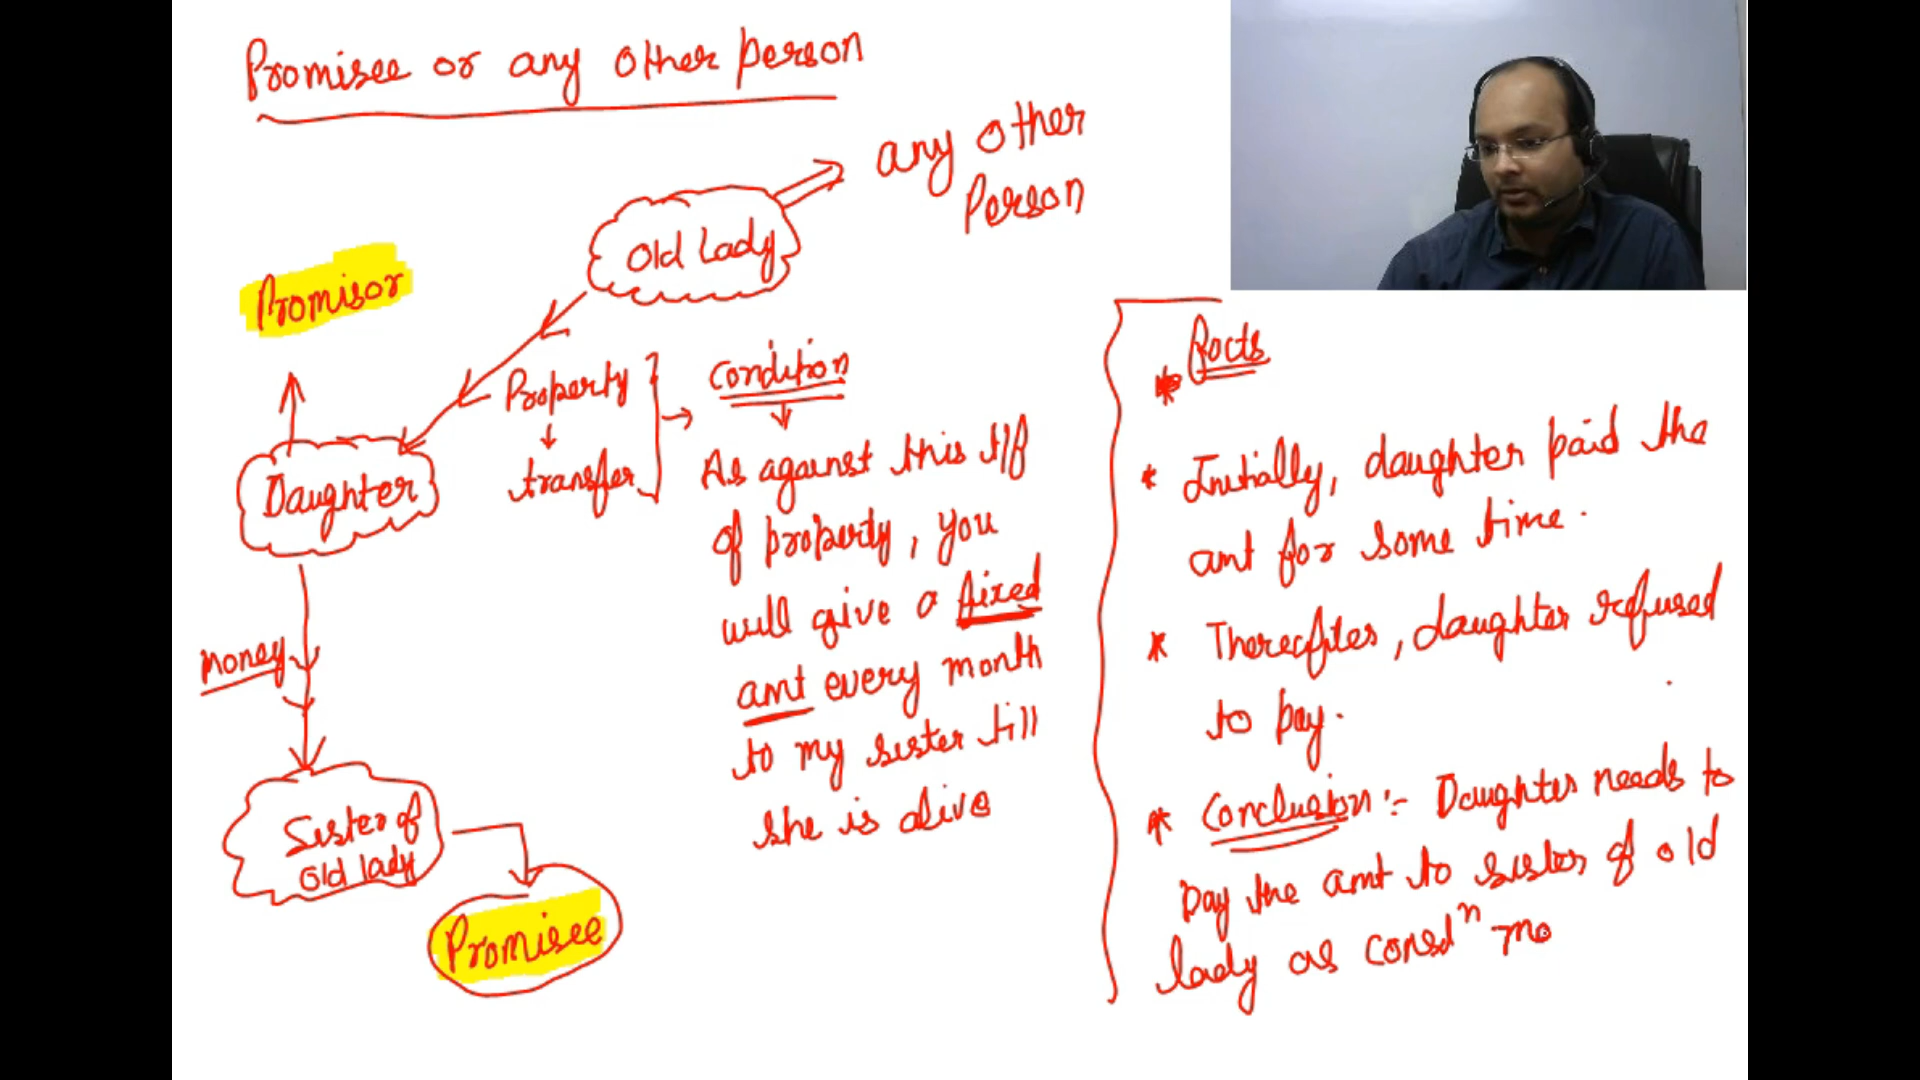 Promisee or any other person
any other
Person
Old Lady
Promisor
Property
transfer
Condition
Daughter
As against this t/f
of property, you
will give a fixed
amt every month
to my sister till
she is alive
money
Sister of
Old lady
Promisee
* Facts
* Initially, daughter paid the
amt for some time.
* Thereafter, daughter refused
to pay.
* Conclusion :- Daughter needs to
Pay the amt to sister of old
lady as consdⁿ mo